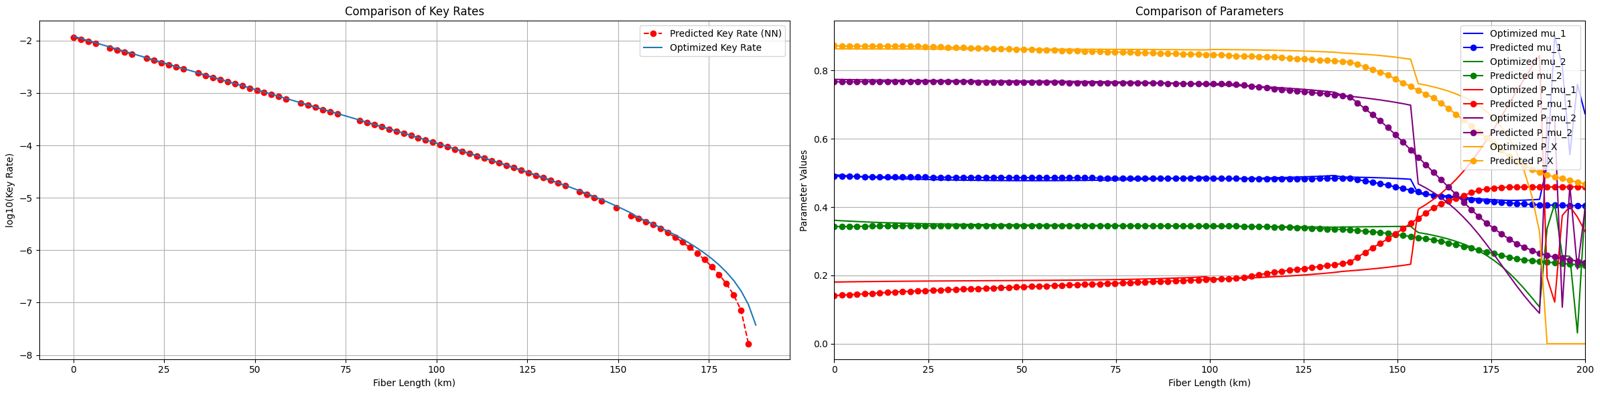 Comparison of Key Rates
Predicted Key Rate (NN)
Optimized Key Rate
log10(Key Rate)
−2
−3
−4
−5
−6
−7
−8
0
25
50
75
100
125
150
175
Fiber Length (km)
Comparison of Parameters
Optimized mu_1
Predicted mu_1
Optimized mu_2
Predicted mu_2
Optimized P_mu_1
Predicted P_mu_1
Optimized P_mu_2
Predicted P_mu_2
Optimized P_X
Predicted P_X
Parameter Values
0.8
0.6
0.4
0.2
0.0
0
25
50
75
100
125
150
175
200
Fiber Length (km)